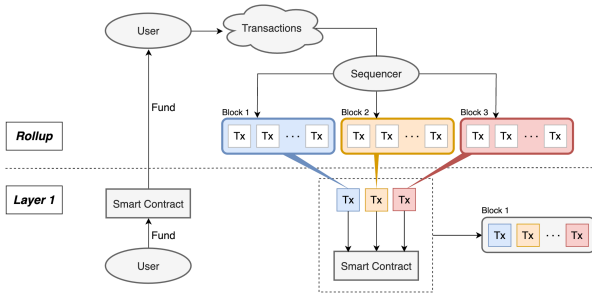 User
Transactions
Sequencer
Fund
Block 1
Block 2
Block 3
Tx Tx ··· Tx
Tx Tx ··· Tx
Tx Tx ··· Tx
Rollup
Layer 1
Smart Contract
Fund
User
Tx
Tx
Tx
Smart Contract
Block 1
Tx Tx ··· Tx